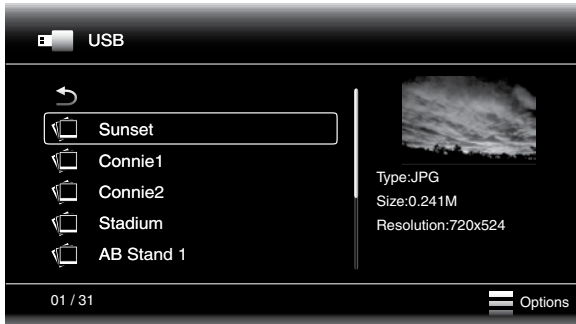 USB
Sunset
Connie1
Connie2
Stadium
AB Stand 1
Type:JPG
Size:0.241M
Resolution:720x524
01 / 31
Options